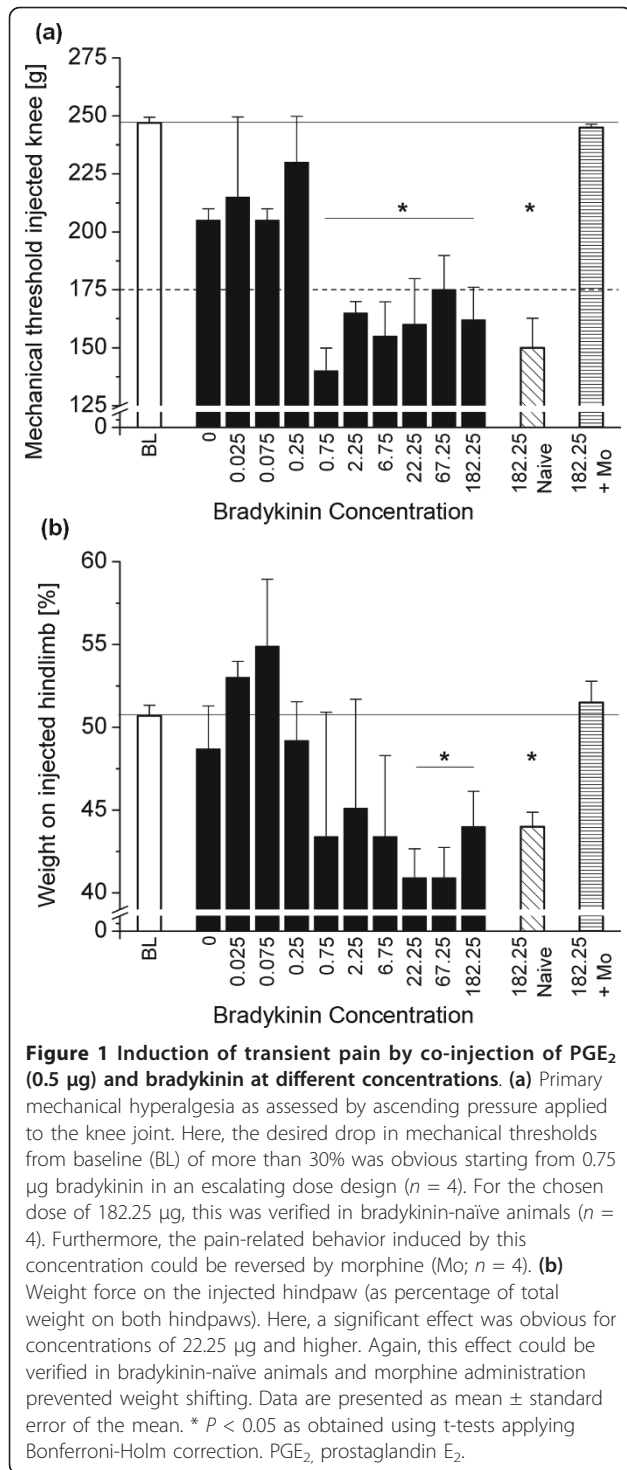 (a)
Mechanical threshold injected knee [g]
275
250
225
200
175
150
125
0
*
*
BL
0
0.025
0.075
0.25
0.75
2.25
6.75
22.25
67.25
182.25
182.25
Naive
182.25
+ Mo
Bradykinin Concentration
(b)
Weight on injected hindlimb [%]
60
55
50
45
40
0
*
*
BL
0
0.025
0.075
0.25
0.75
2.25
6.75
22.25
67.25
182.25
182.25
Naive
182.25
+ Mo
Bradykinin Concentration
Figure 1 Induction of transient pain by co-injection of PGE₂
(0.5 μg) and bradykinin at different concentrations. (a) Primary
mechanical hyperalgesia as assessed by ascending pressure applied
to the knee joint. Here, the desired drop in mechanical thresholds
from baseline (BL) of more than 30% was obvious starting from 0.75
μg bradykinin in an escalating dose design (n = 4). For the chosen
dose of 182.25 μg, this was verified in bradykinin-naïve animals (n =
4). Furthermore, the pain-related behavior induced by this
concentration could be reversed by morphine (Mo; n = 4). (b)
Weight force on the injected hindpaw (as percentage of total
weight on both hindpaws). Here, a significant effect was obvious for
concentrations of 22.25 μg and higher. Again, this effect could be
verified in bradykinin-naïve animals and morphine administration
prevented weight shifting. Data are presented as mean ± standard
error of the mean. * P < 0.05 as obtained using t-tests applying
Bonferroni-Holm correction. PGE₂, prostaglandin E₂.